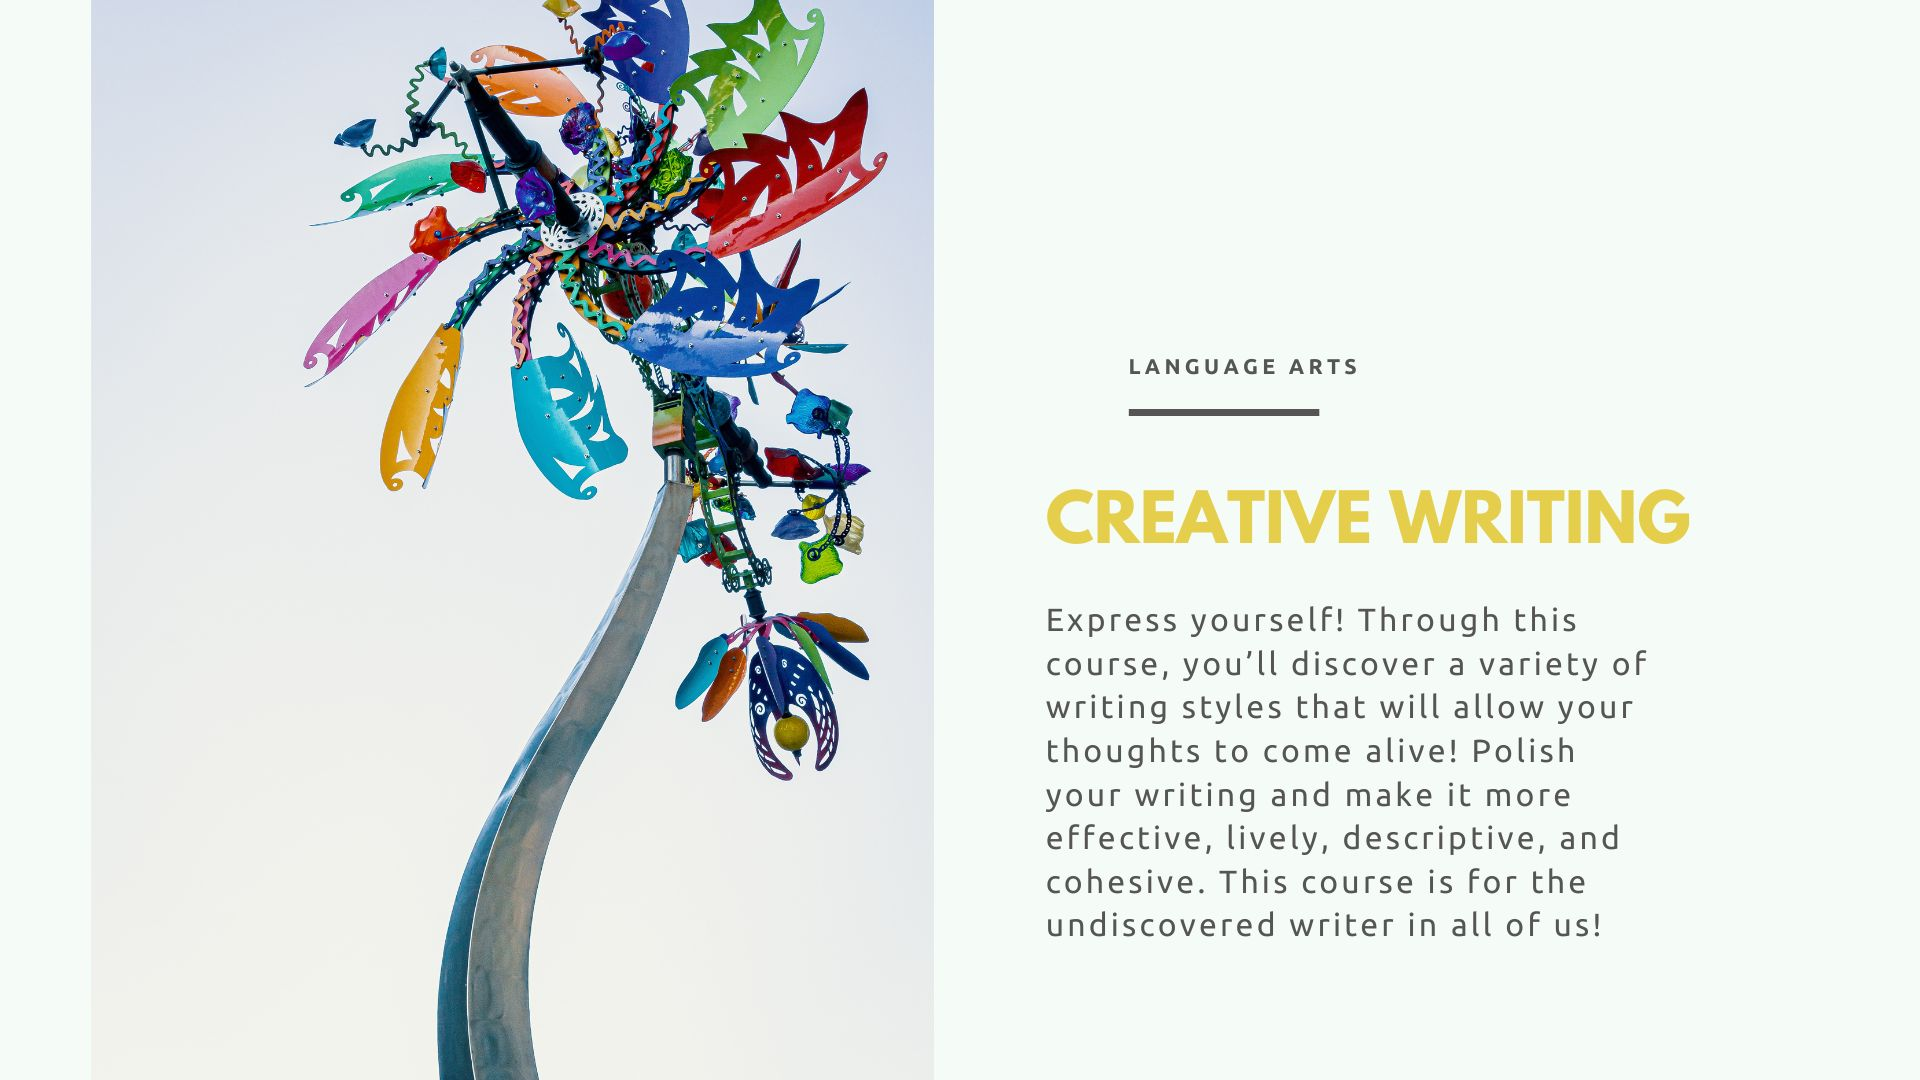 LANGUAGE ARTS
CREATIVE WRITING
Express yourself! Through this
course, you’ll discover a variety of
writing styles that will allow your
thoughts to come alive! Polish
your writing and make it more
effective, lively, descriptive, and
cohesive. This course is for the
undiscovered writer in all of us!